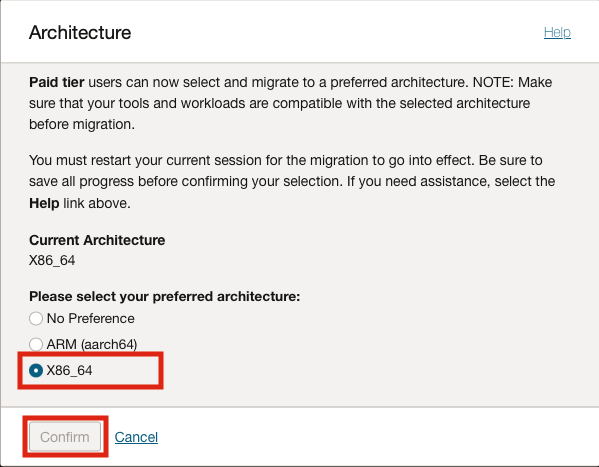 Architecture
Help
Paid tier users can now select and migrate to a preferred architecture. NOTE: Make
sure that your tools and workloads are compatible with the selected architecture
before migration.
You must restart your current session for the migration to go into effect. Be sure to
save all progress before confirming your selection. If you need assistance, select the
Help link above.
Current Architecture
X86_64
Please select your preferred architecture:
No Preference
ARM (aarch64)
X86_64
Confirm
Cancel